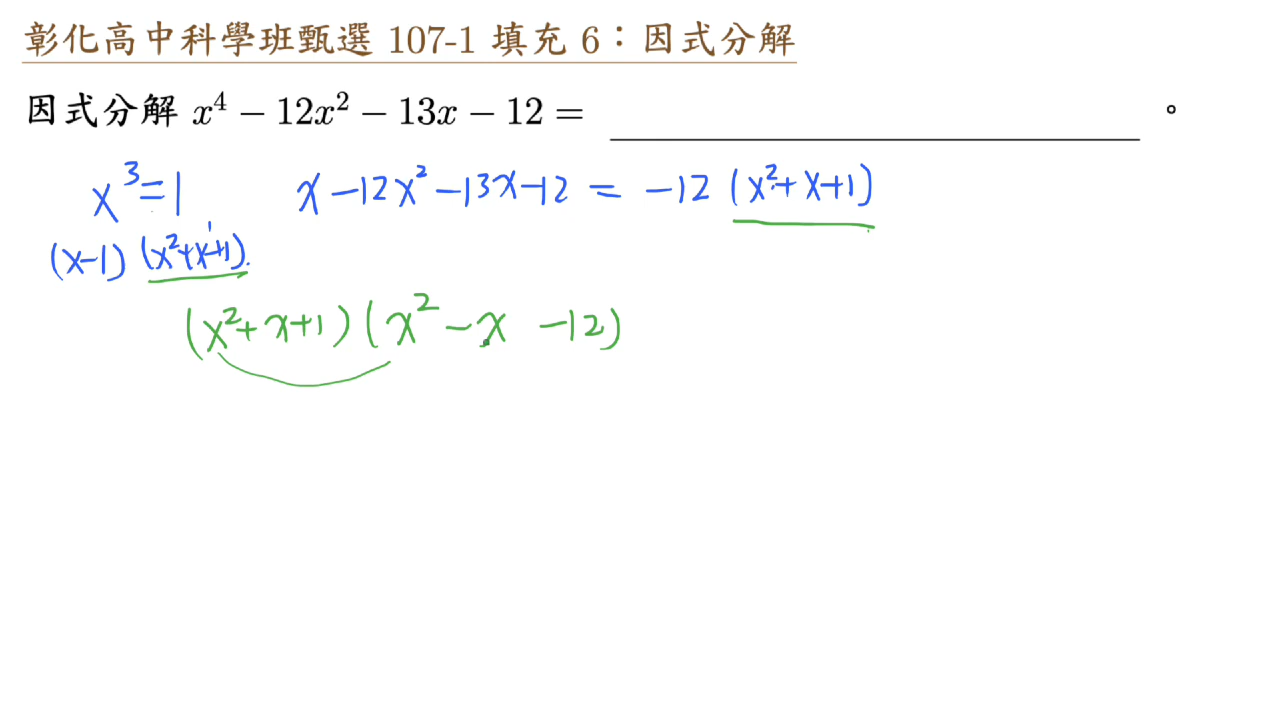 彰化高中科學班甄選 107-1 填充 6：因式分解
因式分解 x⁴ − 12x² − 13x − 12 = ＿＿＿＿＿＿＿＿ 。
x³=1 x−12x²−13x−12 = −12 (x²+x+1)
(x−1) (x²+x+1).
(x²+x+1)(x²−x −12)